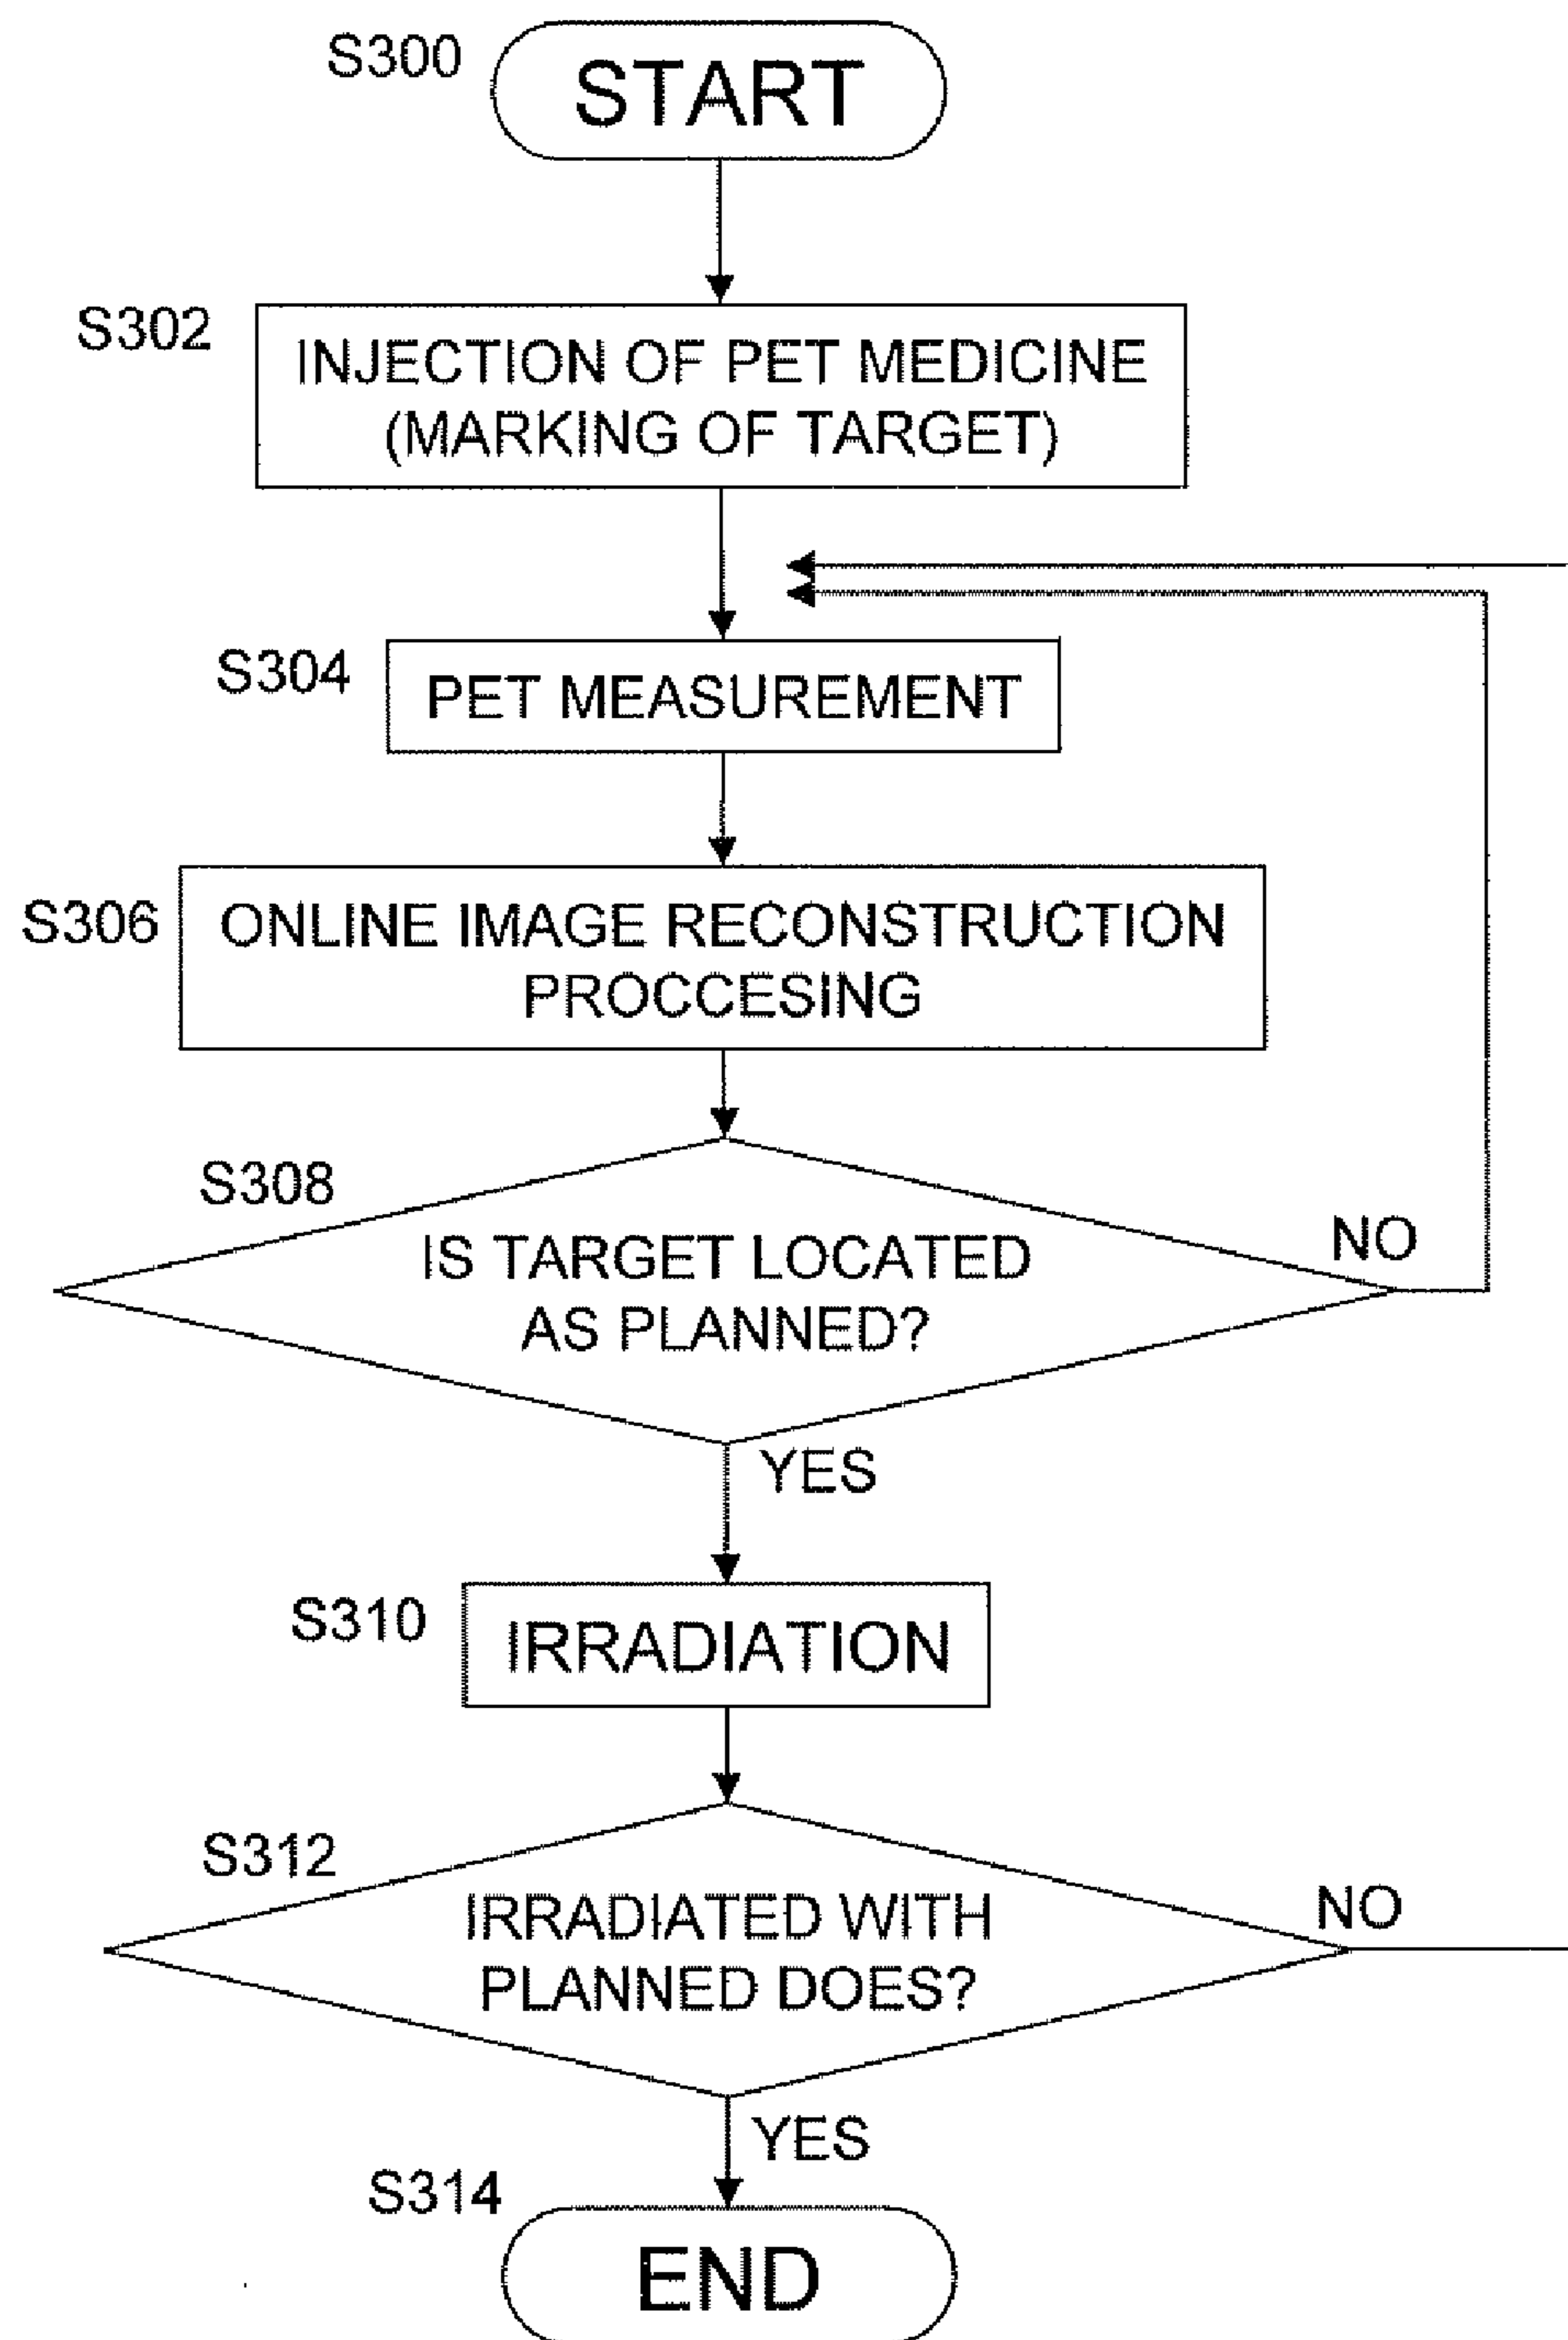 S300
START
S302
INJECTION OF PET MEDICINE
(MARKING OF TARGET)
S304
PET MEASUREMENT
S306
ONLINE IMAGE RECONSTRUCTION
PROCCESING
S308
IS TARGET LOCATED
AS PLANNED?
NO
YES
S310
IRRADIATION
S312
IRRADIATED WITH
PLANNED DOES?
NO
YES
S314
END